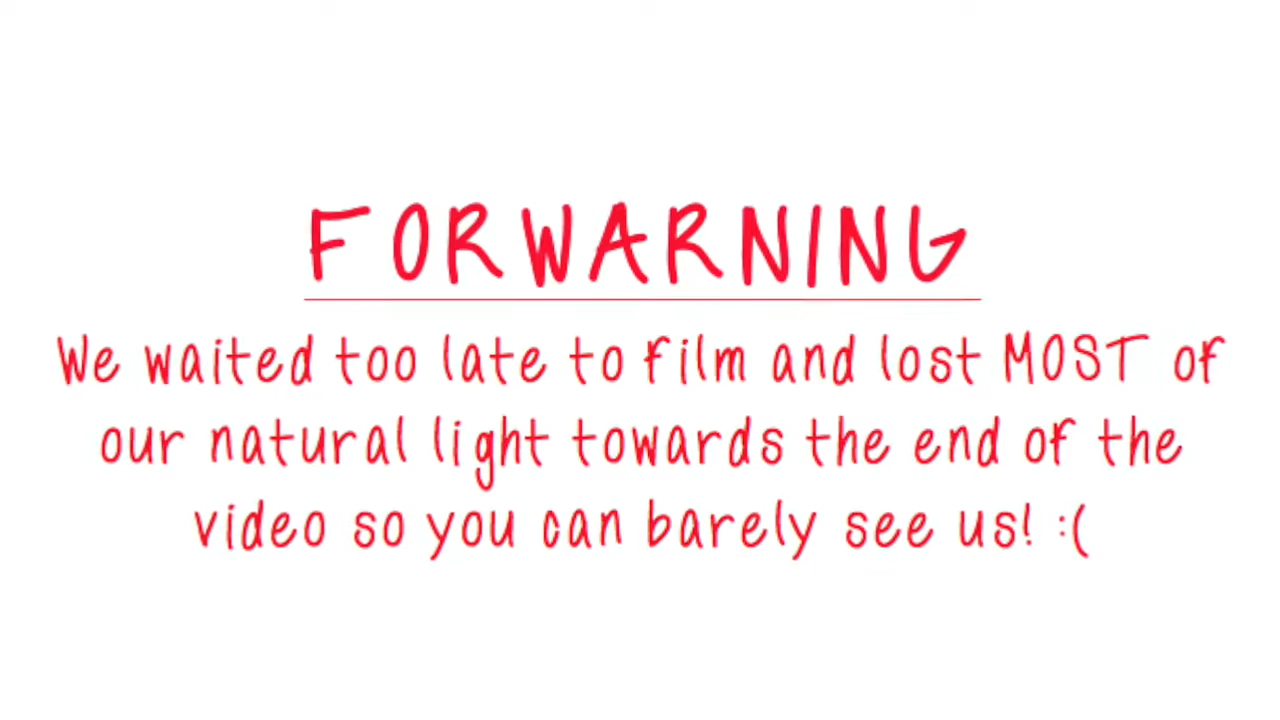 FORWARNING
We waited too late to film and lost MOST of
our natural light towards the end of the
video so you can barely see us! :(